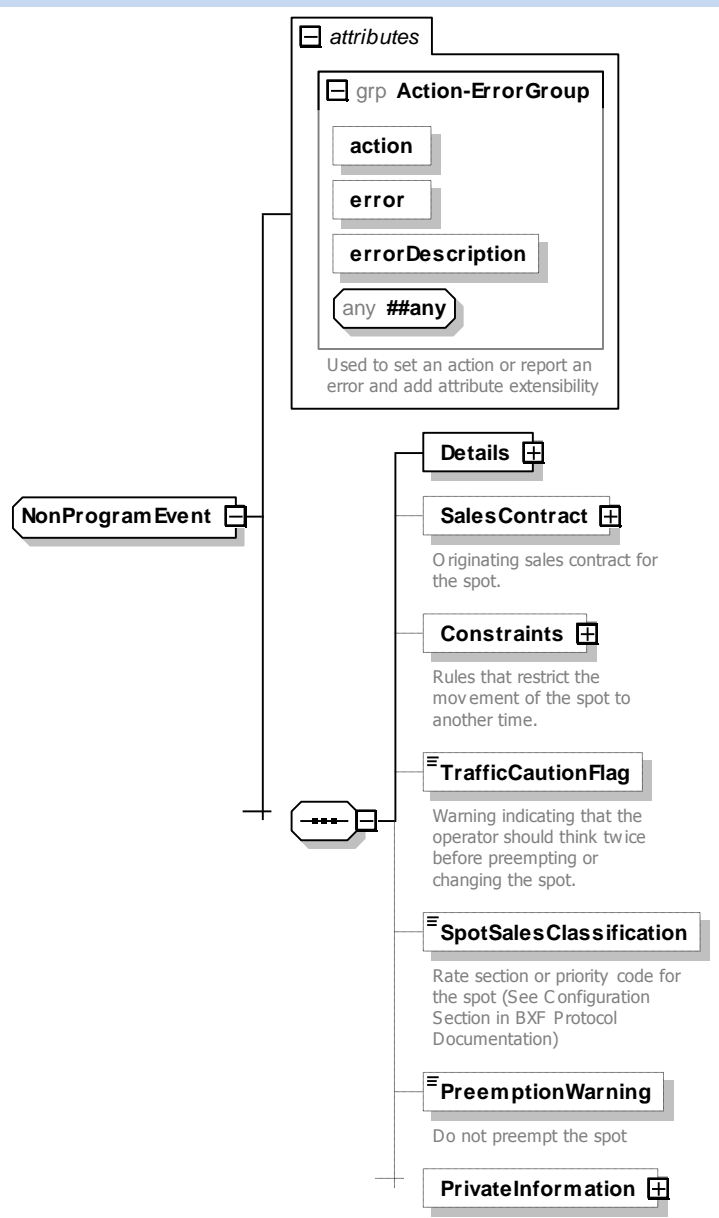 attributes
grp Action-ErrorGroup
action
error
errorDescription
any ##any
Used to set an action or report an
error and add attribute extensibility
NonProgramEvent
Details
SalesContract
Originating sales contract for
the spot.
Constraints
Rules that restrict the
movement of the spot to
another time.
TrafficCautionFlag
Warning indicating that the
operator should think twice
before preempting or
changing the spot.
SpotSalesClassification
Rate section or priority code for
the spot (See Configuration
Section in BXF Protocol
Documentation)
PreemptionWarning
Do not preempt the spot
PrivateInformation